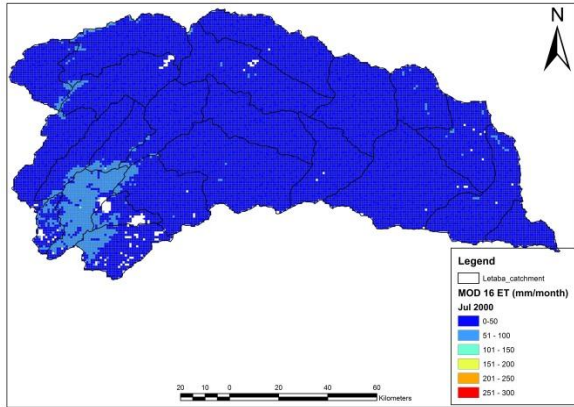 N
Legend
Letaba_catchment
MOD 16 ET (mm/month)
Jul 2000
0-50
51 - 100
101 - 150
151 - 200
201 - 250
251 - 300
20 10 0 20 40 60
Kilometers